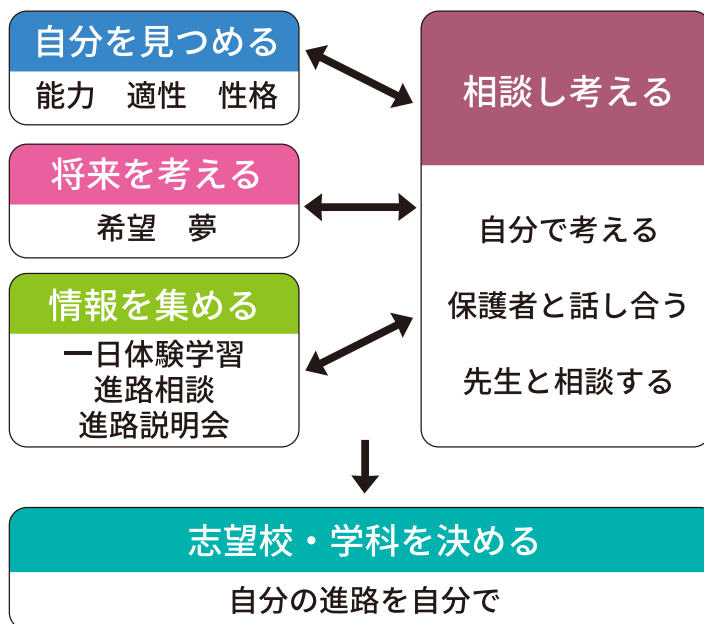 自分を見つめる
能力　適性　性格
将来を考える
希望　夢
情報を集める
一日体験学習
進路相談
進路説明会
相談し考える
自分で考える
保護者と話し合う
先生と相談する
志望校・学科を決める
自分の進路を自分で